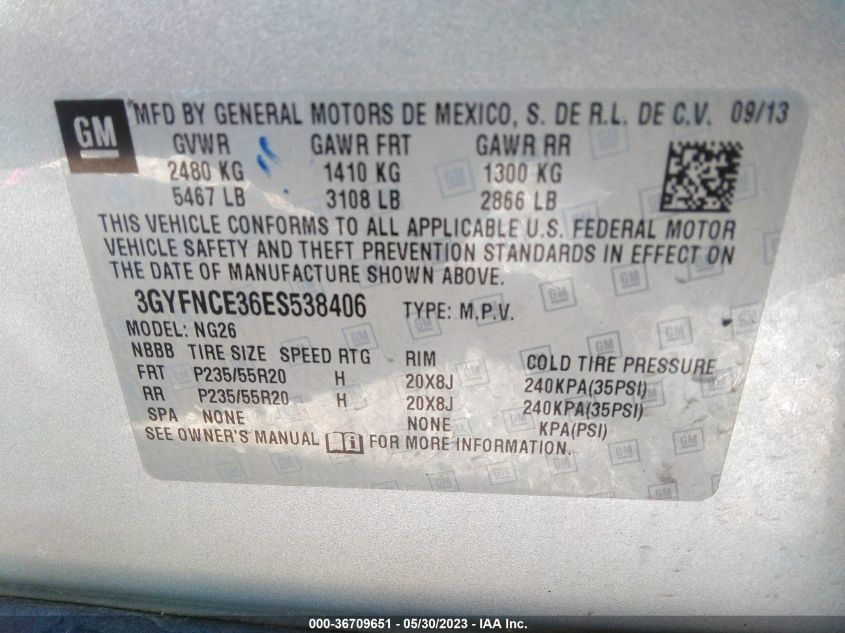 GM
MFD BY GENERAL MOTORS DE MEXICO, S. DE R.L. DE C.V. 09/13
GVWR GAWR FRT GAWR RR
2480 KG 1410 KG 1300 KG
5467 LB 3108 LB 2866 LB
THIS VEHICLE CONFORMS TO ALL APPLICABLE U.S. FEDERAL MOTOR
VEHICLE SAFETY AND THEFT PREVENTION STANDARDS IN EFFECT ON
THE DATE OF MANUFACTURE SHOWN ABOVE.
3GYFNCE36ES538406 TYPE: M.P.V.
MODEL: NG26
NBBB TIRE SIZE SPEED RTG RIM COLD TIRE PRESSURE
FRT P235/55R20 H 20X8J 240KPA(35PSI)
RR P235/55R20 H 20X8J 240KPA(35PSI)
SPA NONE NONE KPA(PSI)
SEE OWNER'S MANUAL FOR MORE INFORMATION.
000-36709651 / 05/30/2023 - IAA Inc.